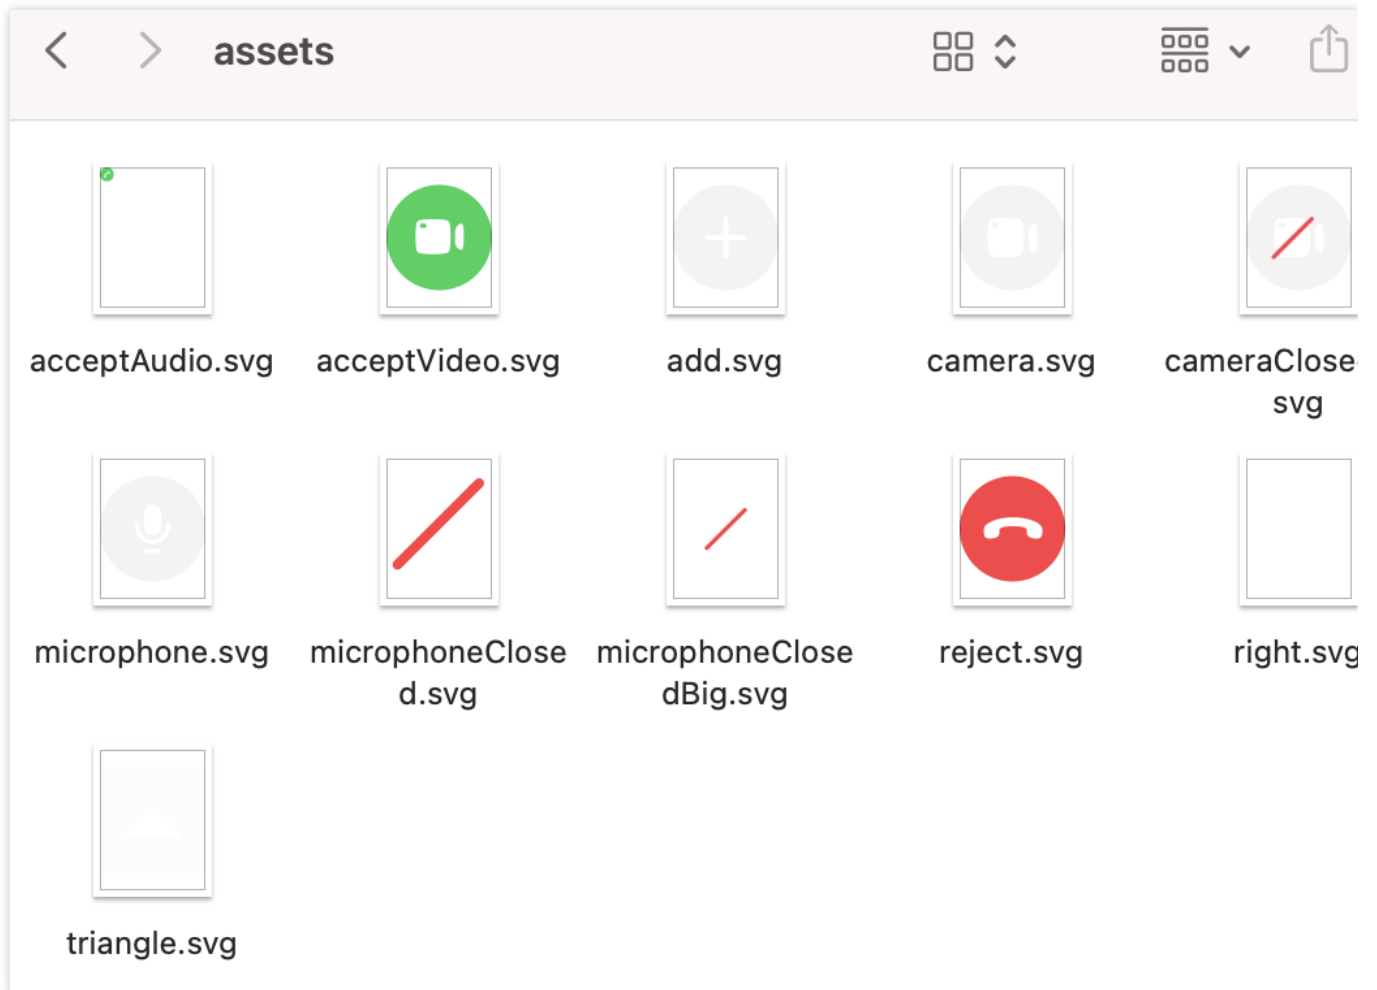 assets
acceptAudio.svg
acceptVideo.svg
add.svg
camera.svg
cameraClose
svg
microphone.svg
microphoneClose
d.svg
microphoneClose
dBig.svg
reject.svg
right.svg
triangle.svg